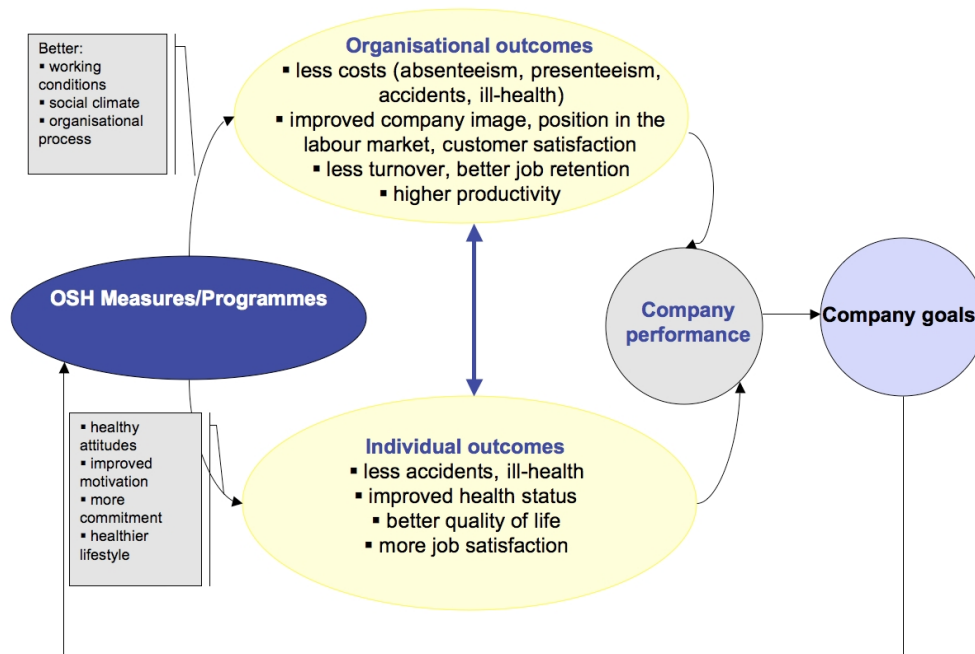 Better:
▪ working
conditions
▪ social climate
▪ organisational
process
Organisational outcomes
▪ less costs (absenteeism, presenteeism,
accidents, ill-health)
▪ improved company image, position in the
labour market, customer satisfaction
▪ less turnover, better job retention
▪ higher productivity
OSH Measures/Programmes
Company
performance
Company goals
▪ healthy
attitudes
▪ improved
motivation
▪ more
commitment
▪ healthier
lifestyle
Individual outcomes
▪ less accidents, ill-health
▪ improved health status
▪ better quality of life
▪ more job satisfaction